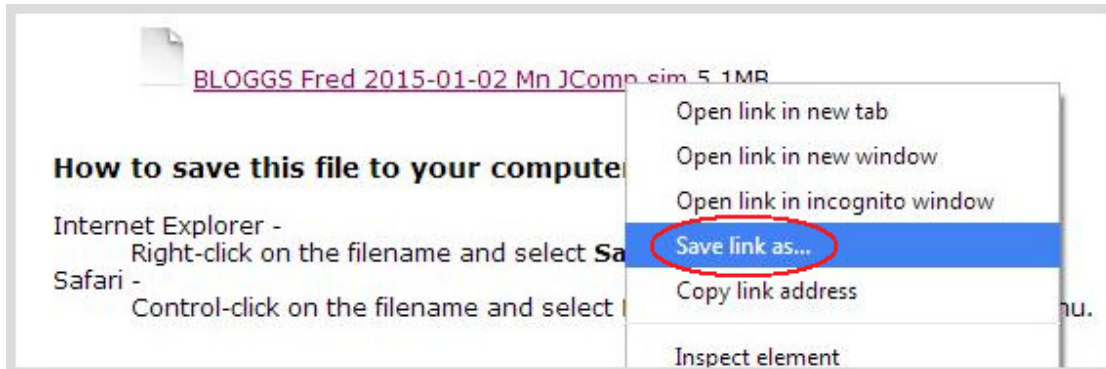 BLOGGS Fred 2015-01-02 Mn JComp.sim 5.1MB
Open link in new tab
Open link in new window
Open link in incognito window
Save link as...
Copy link address
Inspect element
How to save this file to your
Internet Explorer -
Right-click on the filename and select
Safari -
Control-click on the filename and select